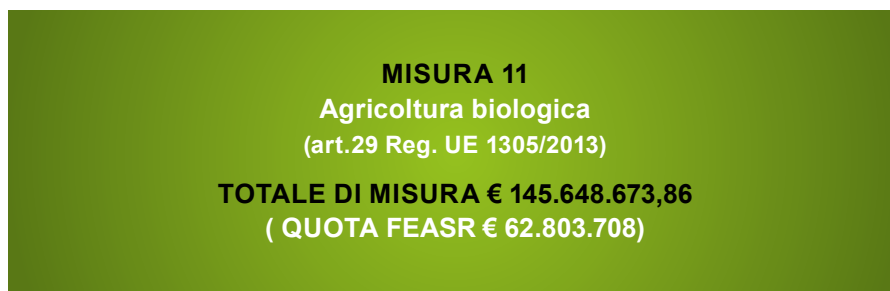 MISURA 11
Agricoltura biologica
(art.29 Reg. UE 1305/2013)
TOTALE DI MISURA € 145.648.673,86
( QUOTA FEASR € 62.803.708)